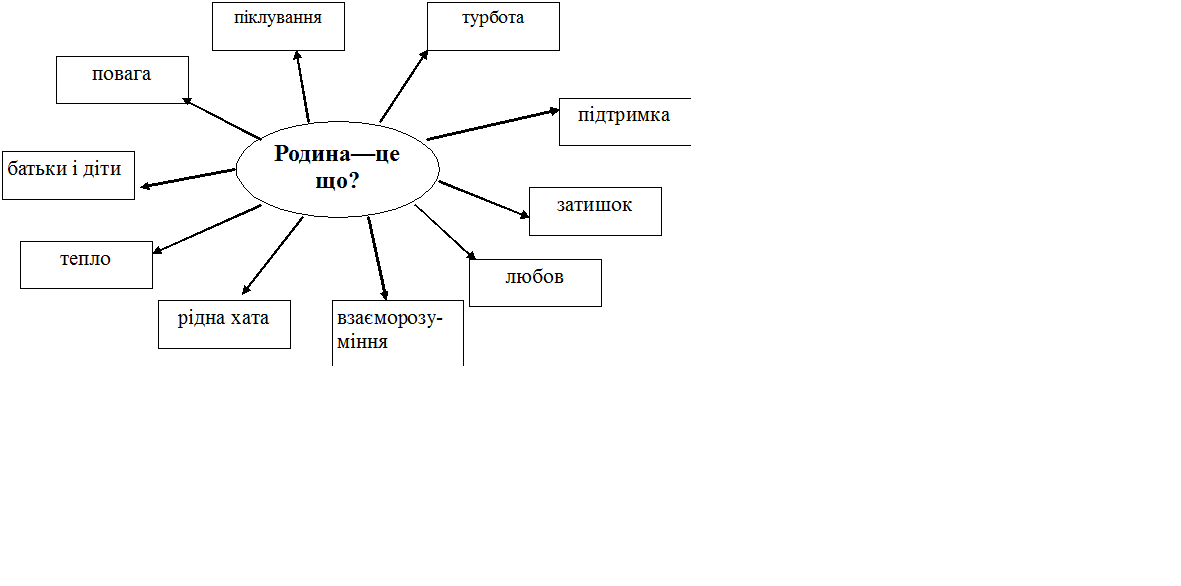 піклування
турбота
повага
підтримка
Родина—це
що?
батьки і діти
затишок
тепло
любов
рідна хата
взаєморозу-
міння